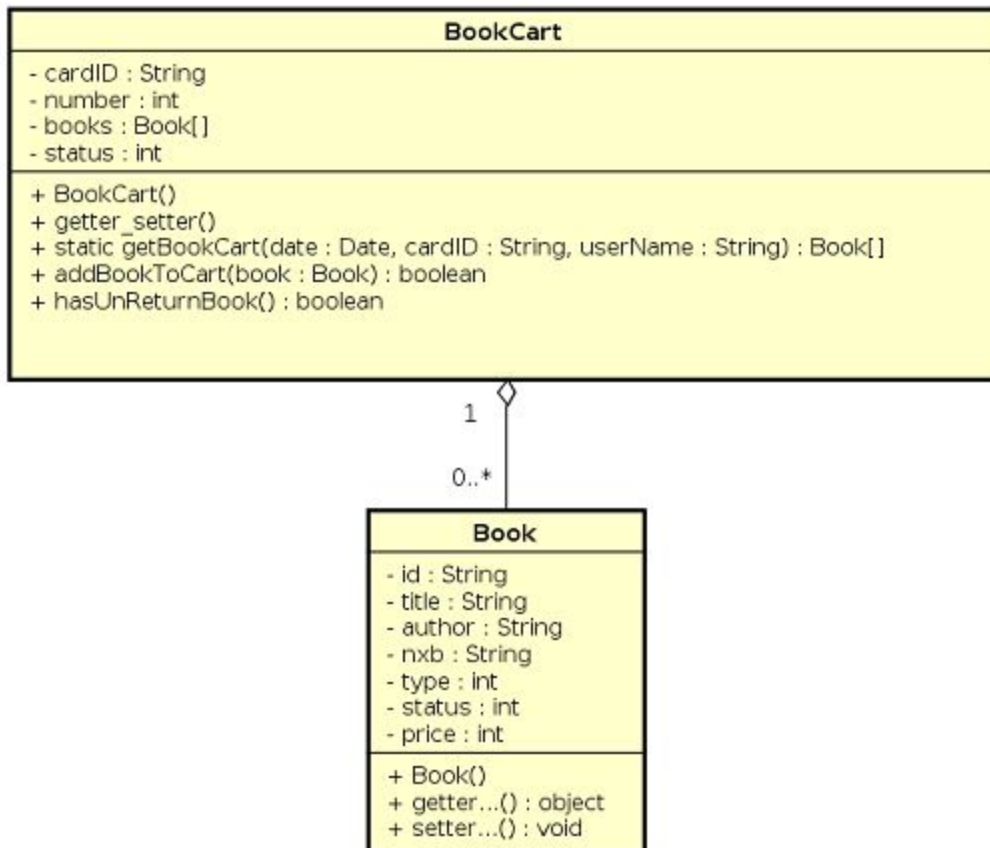 BookCart
- cardID : String
- number : int
- books : Book[]
- status : int
+ BookCart()
+ getter_setter()
+ static getBookCart(date : Date, cardID : String, userName : String) : Book[]
+ addBookToCart(book : Book) : boolean
+ hasUnReturnBook() : boolean
1
0..*
Book
- id : String
- title : String
- author : String
- nxb : String
- type : int
- status : int
- price : int
+ Book()
+ getter...() : object
+ setter...() : void